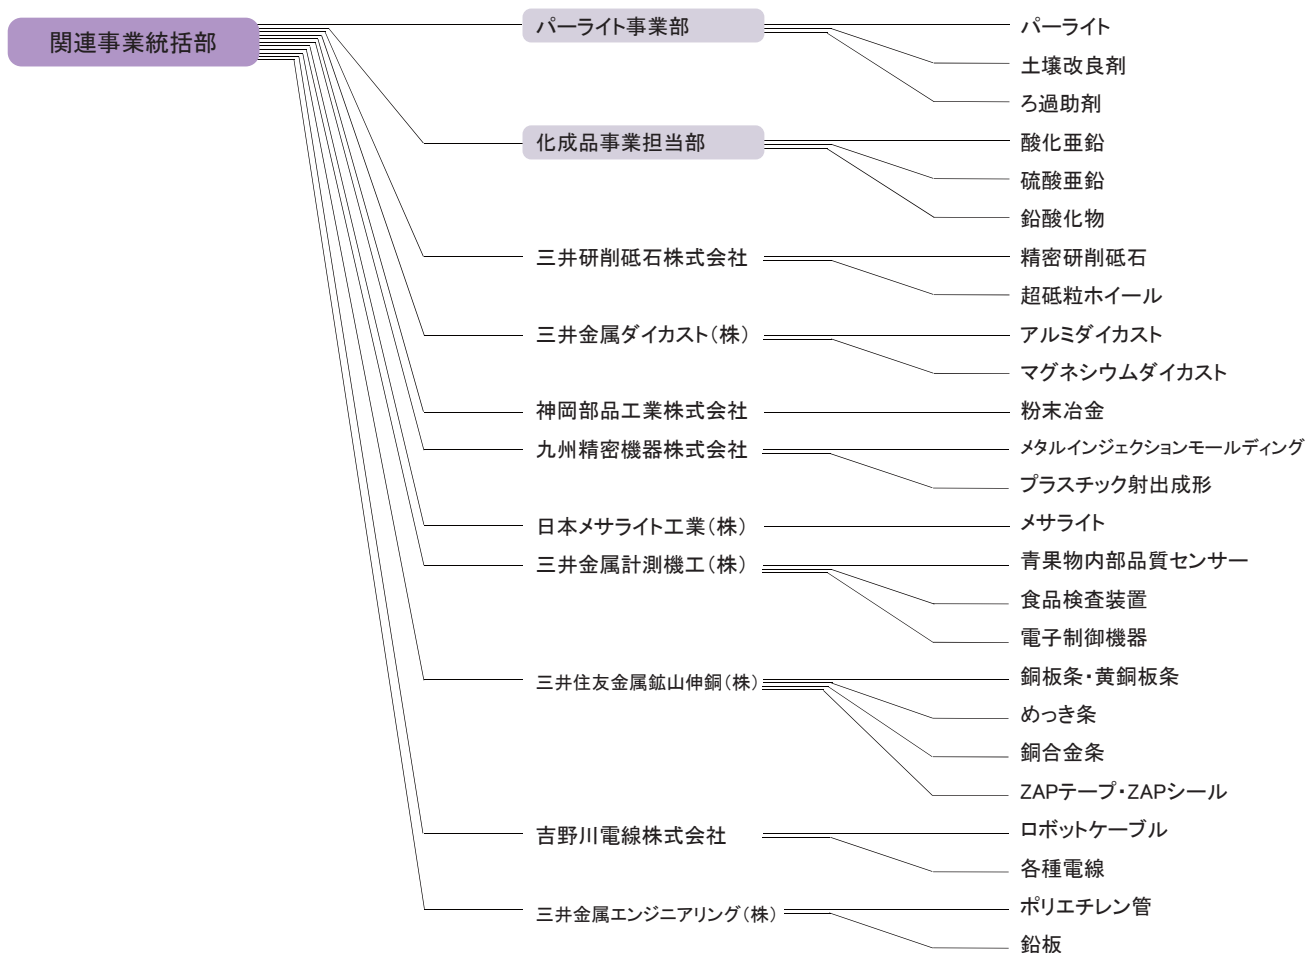 関連事業統括部
パーライト事業部
パーライト
土壌改良剤
ろ過助剤
化成品事業担当部
酸化亜鉛
硫酸亜鉛
鉛酸化物
三井研削砥石株式会社
精密研削砥石
超砥粒ホイール
三井金属ダイカスト(株)
アルミダイカスト
マグネシウムダイカスト
神岡部品工業株式会社
粉末冶金
九州精密機器株式会社
メタルインジェクションモールディング
プラスチック射出成形
日本メサライト工業(株)
メサライト
三井金属計測機工(株)
青果物内部品質センサー
食品検査装置
電子制御機器
三井住友金属鉱山伸銅(株)
銅板条・黄銅板条
めっき条
銅合金条
ZAPテープ・ZAPシール
吉野川電線株式会社
ロボットケーブル
各種電線
三井金属エンジニアリング(株)
ポリエチレン管
鉛板